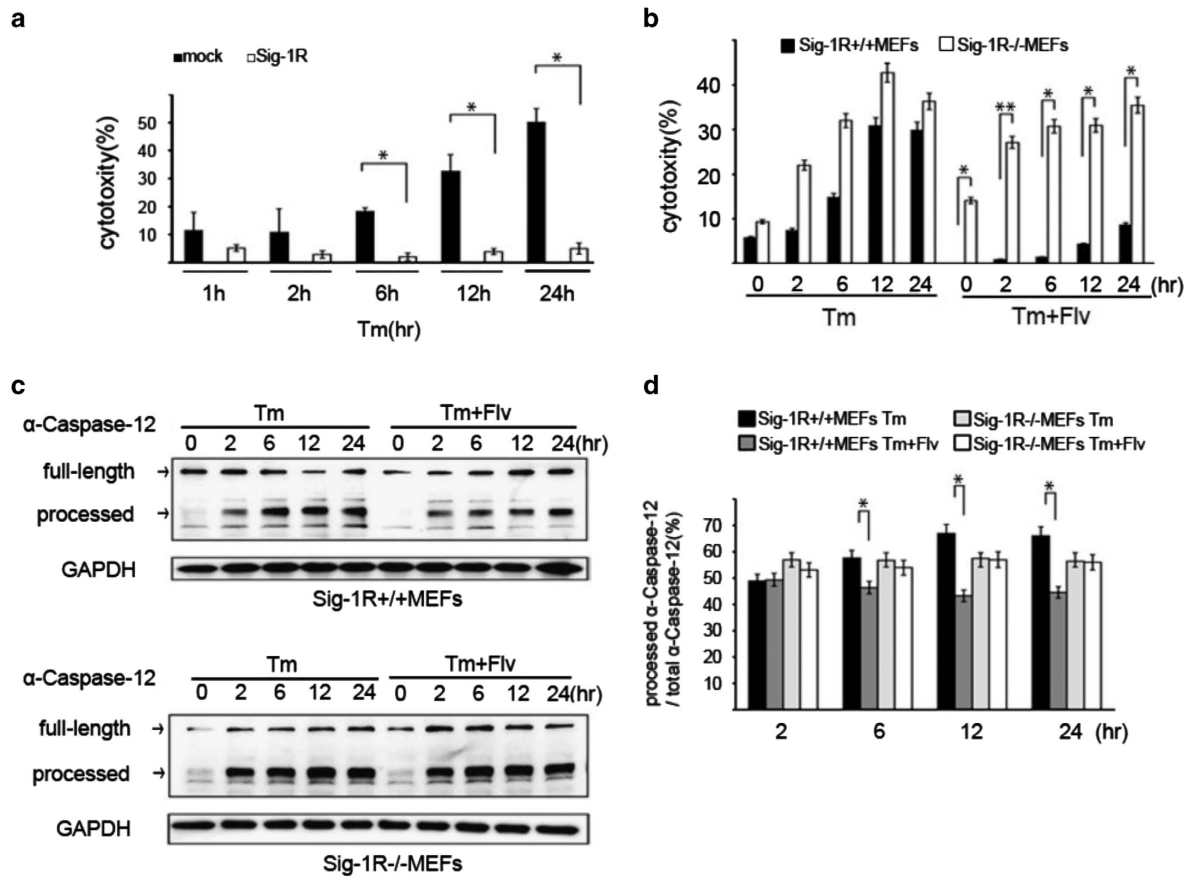 a
mock Sig-1R
cytotoxity(%)
50
40
30
20
10
* * *
1h 2h 6h 12h 24h
Tm(hr)
b
Sig-1R+/+MEFs Sig-1R-/-MEFs
cytotoxity(%)
40
30
20
10
* ** * * *
0 2 6 12 24 0 2 6 12 24 (hr)
Tm Tm+Flv
c
α-Caspase-12
Tm Tm+Flv
0 2 6 12 24 0 2 6 12 24(hr)
full-length →
processed →
GAPDH
Sig-1R+/+MEFs
α-Caspase-12
Tm Tm+Flv
0 2 6 12 24 0 2 6 12 24(hr)
full-length →
processed →
GAPDH
Sig-1R-/-MEFs
d
Sig-1R+/+MEFs Tm Sig-1R-/-MEFs Tm
Sig-1R+/+MEFs Tm+Flv Sig-1R-/-MEFs Tm+Flv
processed α-Caspase-12
/ total α-Caspase-12(%)
70
60
50
40
30
20
10
* * *
2 6 12 24 (hr)